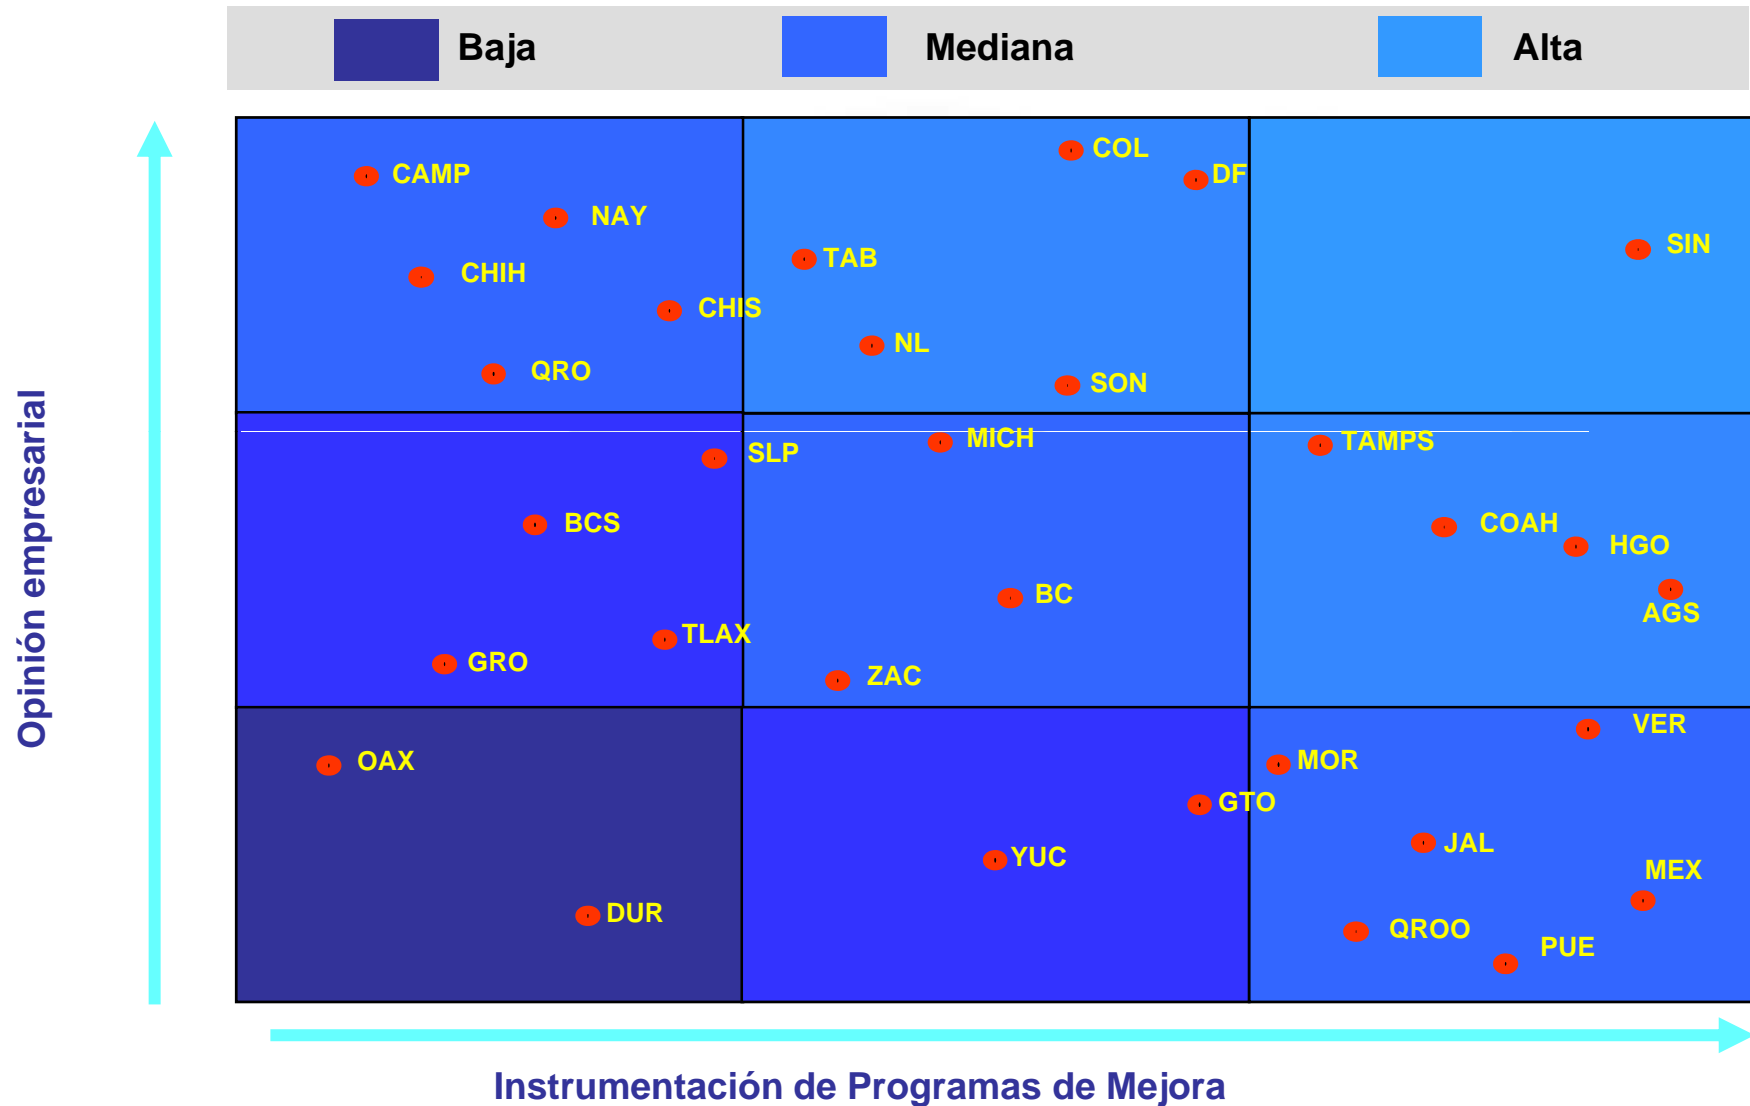 Baja Mediana Alta
COL
CAMP DF
NAY
SIN
TAB
CHIH
CHIS
NL
QRO SON
MICH TAMPS
SLP
BCS COAH
HGO
BC
AGS
TLAX
GRO
ZAC
VER
OAX MOR
GTO
JAL
YUC
MEX
DUR
QROO
PUE
Opinión empresarial
Instrumentación de Programas de Mejora